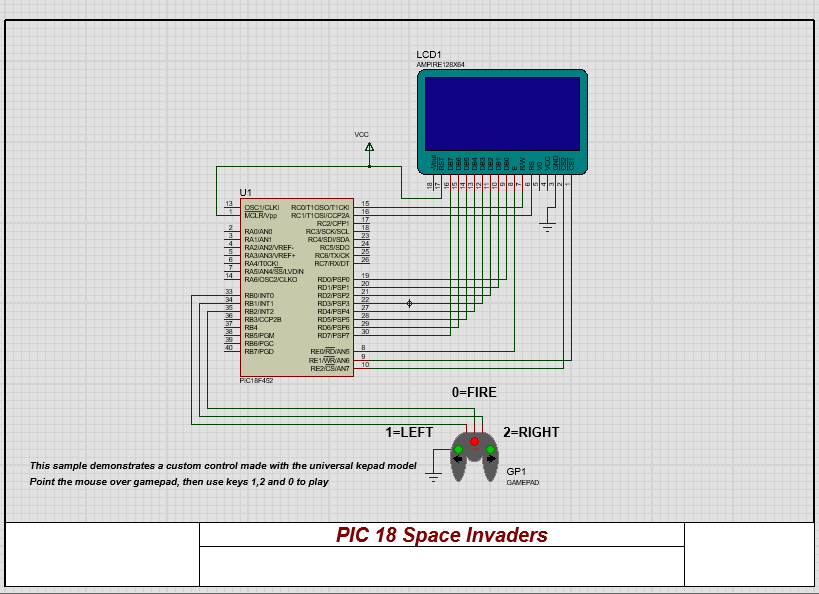 LCD1
AMPIRE128X64
Vout
RST
DB7
DB6
DB5
DB4
DB3
DB2
DB1
DB0
E
R/W
RS
V0
VCC
GND
CS2
CS1
18
17
16
15
14
13
12
11
10
9
8
7
6
5
4
3
2
1
VCC
U1
13 OSC1/CLKI RC0/T1OSO/T1CKI 15
1 MCLR/Vpp RC1/T1OSI/CCP2A 16
RC2/CCP1 17
2 RA0/AN0 RC3/SCK/SCL 18
3 RA1/AN1 RC4/SDI/SDA 23
4 RA2/AN2/VREF- RC5/SDO 24
5 RA3/AN3/VREF+ RC6/TX/CK 25
6 RA4/T0CKI RC7/RX/DT 26
7 RA5/AN4/SS/LVDIN
14 RA6/OSC2/CLKO RD0/PSP0 19
RD1/PSP1 20
33 RB0/INT0 RD2/PSP2 21
34 RB1/INT1 RD3/PSP3 22
35 RB2/INT2 RD4/PSP4 27
36 RB3/CCP2B RD5/PSP5 28
37 RB4 RD6/PSP6 29
38 RB5/PGM RD7/PSP7 30
39 RB6/PGC
40 RB7/PGD RE0/RD/AN5 8
RE1/WR/AN6 9
RE2/CS/AN7 10
PIC18F452
0=FIRE
1=LEFT
2=RIGHT
GP1
GAMEPAD
This sample demonstrates a custom control made with the universal kepad model
Point the mouse over gamepad, then use keys 1,2 and 0 to play
PIC 18 Space Invaders